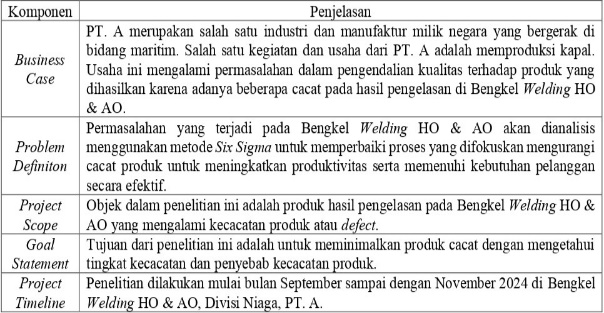 Komponen Penjelasan
Business Case
PT. A merupakan salah satu industri dan manufaktur milik negara yang bergerak di
bidang maritim. Salah satu kegiatan dan usaha dari PT. A adalah memproduksi kapal.
Usaha ini mengalami permasalahan dalam pengendalian kualitas terhadap produk yang
dihasilkan karena adanya beberapa cacat pada hasil pengelasan di Bengkel Welding HO
& AO.
Problem Definiton
Permasalahan yang terjadi pada Bengkel Welding HO & AO akan dianalisis
menggunakan metode Six Sigma untuk memperbaiki proses yang difokuskan mengurangi
cacat produk untuk meningkatkan produktivitas serta memenuhi kebutuhan pelanggan
secara efektif.
Project Scope
Objek dalam penelitian ini adalah produk hasil pengelasan pada Bengkel Welding HO &
AO yang mengalami kecacatan produk atau defect.
Goal Statement
Tujuan dari penelitian ini adalah untuk meminimalkan produk cacat dengan mengetahui
tingkat kecacatan dan penyebab kecacatan produk.
Project Timeline
Penelitian dilakukan mulai bulan September sampai dengan November 2024 di Bengkel
Welding HO & AO, Divisi Niaga, PT. A.